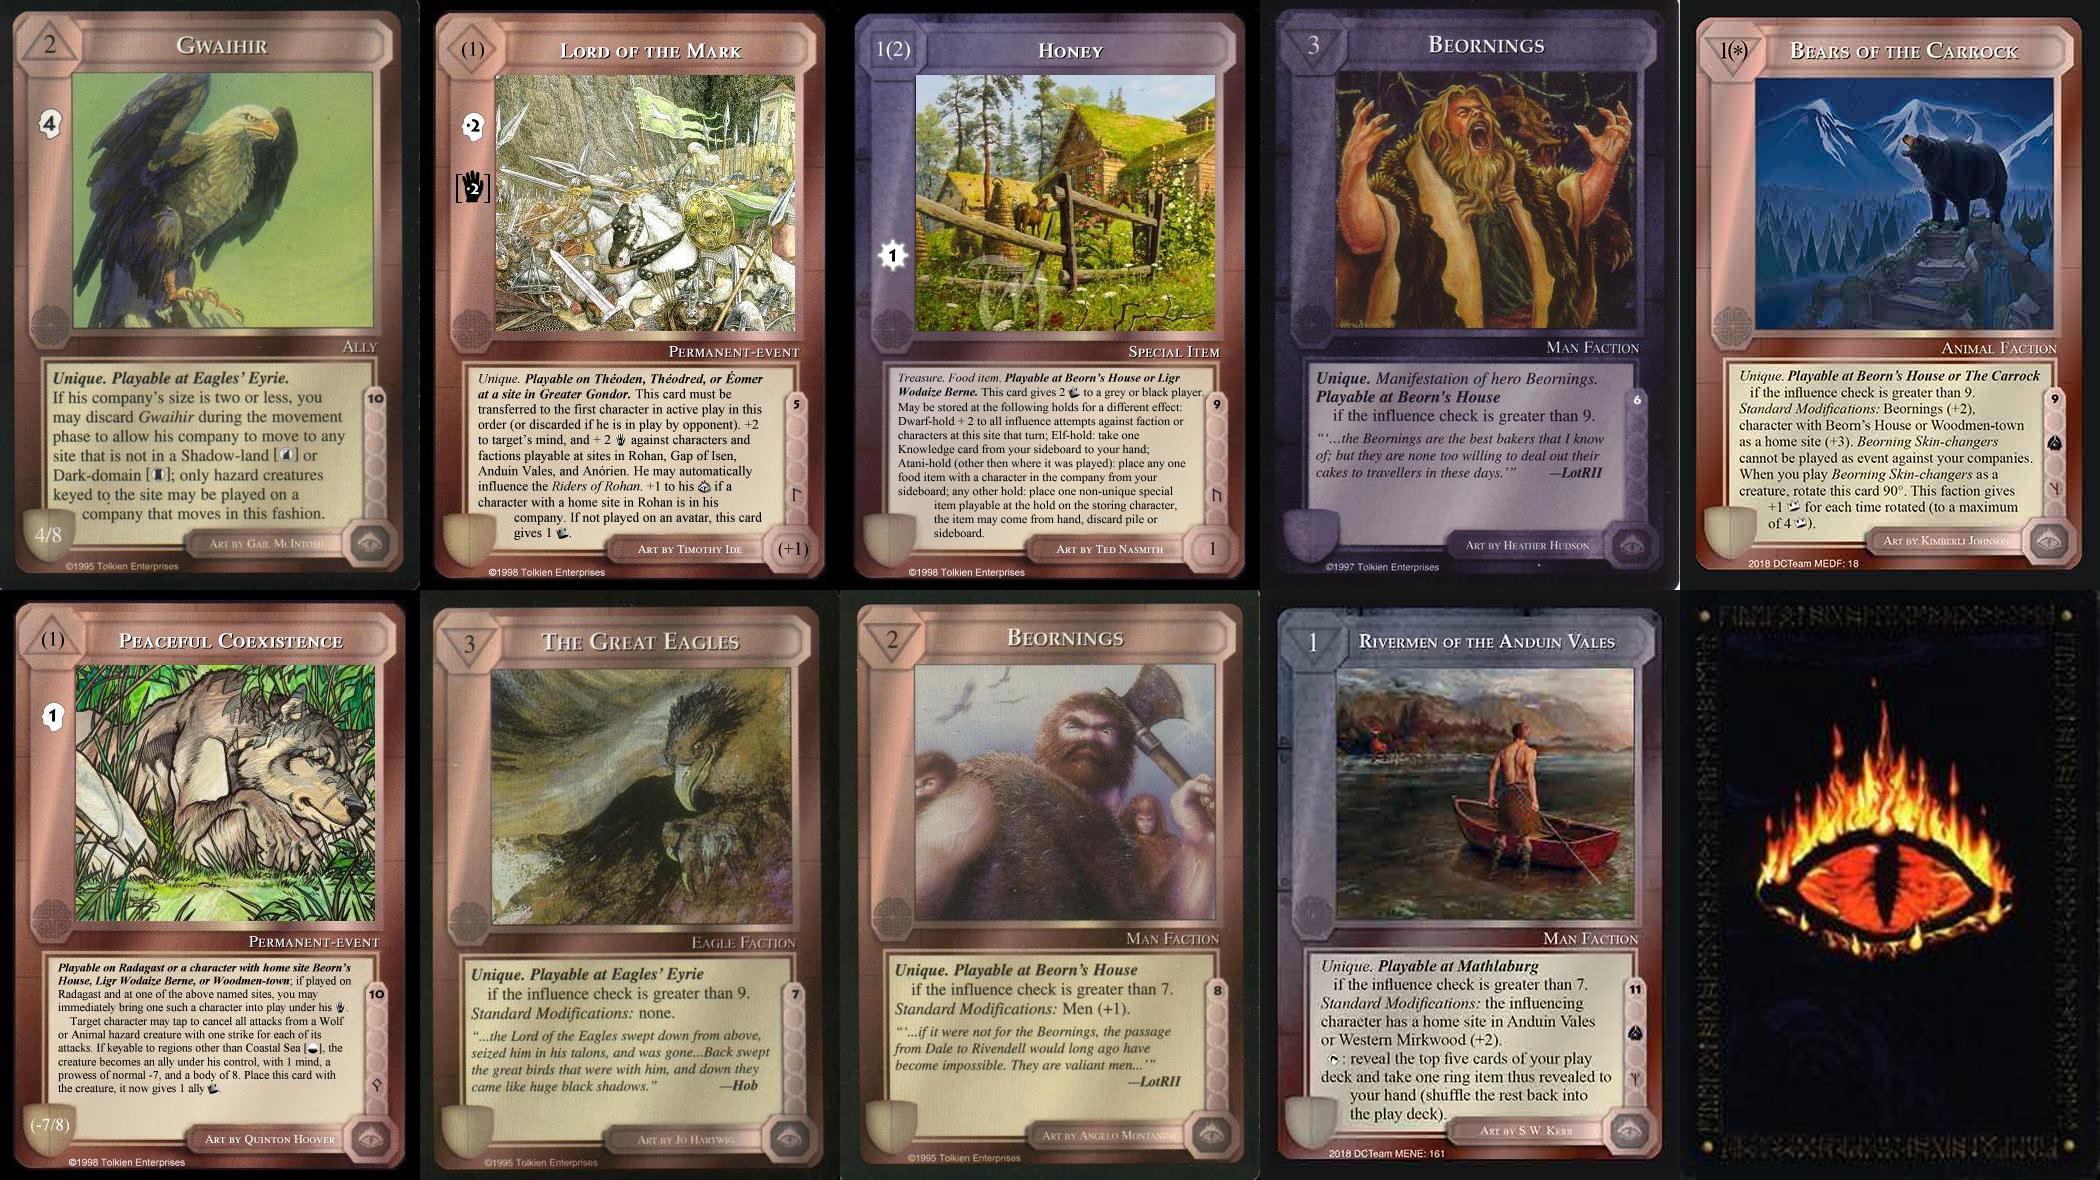 2
GWAIHIR
4
ALLY
Unique. Playable at Eagles' Eyrie.
If his company's size is two or less, you
may discard Gwaihir during the movement
phase to allow his company to move to any
site that is not in a Shadow-land [ ] or
Dark-domain [ ]; only hazard creatures
keyed to the site may be played on a
company that moves in this fashion.
10
4/8
ART BY GAIL MCINTOSH
©1995 Tolkien Enterprises
(1)
LORD OF THE MARK
·2
[·2]
PERMANENT-EVENT
Unique. Playable on Théoden, Théodred, or Éomer
at a site in Greater Gondor. This card must be
transferred to the first character in active play in this
order (or discarded if he is in play by opponent). +2
to target's mind, and + 2 against characters and
factions playable at sites in Rohan, Gap of Isen,
Anduin Vales, and Anórien. He may automatically
influence the Riders of Rohan. +1 to his if a
character with a home site in Rohan is in his
company. If not played on an avatar, this card
gives 1 .
5
ART BY TIMOTHY IDE
(+1)
©1998 Tolkien Enterprises
1(2)
HONEY
1
SPECIAL ITEM
Treasure. Food item. Playable at Beorn's House or Ligr
Wodaize Berne. This card gives 2 to a grey or black player.
May be stored at the following holds for a different effect:
Dwarf-hold + 2 to all influence attempts against faction or
characters at this site that turn; Elf-hold: take one
Knowledge card from your sideboard to your hand;
Atani-hold (other then where it was played): place any one
food item with a character in the company from your
sideboard; any other hold: place one non-unique special
item playable at the hold on the storing character,
the item may come from hand, discard pile or
sideboard.
9
ART BY TED NASMITH
1
©1998 Tolkien Enterprises
3
BEORNINGS
MAN FACTION
Unique. Manifestation of hero Beornings.
Playable at Beorn's House
if the influence check is greater than 9.
"'...the Beornings are the best bakers that I know
of; but they are none too willing to deal out their
cakes to travellers in these days.'" —LotRII
6
ART BY HEATHER HUDSON
©1997 Tolkien Enterprises
1(*)
BEARS OF THE CARROCK
ANIMAL FACTION
Unique. Playable at Beorn's House or The Carrock
if the influence check is greater than 9.
Standard Modifications: Beornings (+2),
character with Beorn's House or Woodmen-town
as a home site (+3). Beorning Skin-changers
cannot be played as event against your companies.
When you play Beorning Skin-changers as a
creature, rotate this card 90°. This faction gives
+1 for each time rotated (to a maximum
of 4 ).
9
ART BY KIMBERLI JOHNSON
2018 DCTeam MEDF: 18
(1)
PEACEFUL COEXISTENCE
1
PERMANENT-EVENT
Playable on Radagast or a character with home site Beorn's
House, Ligr Wodaize Berne, or Woodmen-town; if played on
Radagast and at one of the above named sites, you may
immediately bring one such a character into play under his .
Target character may tap to cancel all attacks from a Wolf
or Animal hazard creature with one strike for each of its
attacks. If keyable to regions other than Coastal Sea [ ], the
creature becomes an ally under his control, with 1 mind, a
prowess of normal -7, and a body of 8. Place this card with
the creature, it now gives 1 ally .
10
(-7/8)
ART BY QUINTON HOOVER
©1998 Tolkien Enterprises
3
THE GREAT EAGLES
EAGLE FACTION
Unique. Playable at Eagles' Eyrie
if the influence check is greater than 9.
Standard Modifications: none.
"...the Lord of the Eagles swept down from above,
seized him in his talons, and was gone...Back swept
the great birds that were with him, and down they
came like huge black shadows." —Hob
7
ART BY JO HARTWIG
©1995 Tolkien Enterprises
2
BEORNINGS
MAN FACTION
Unique. Playable at Beorn's House
if the influence check is greater than 7.
Standard Modifications: Men (+1).
"'...if it were not for the Beornings, the passage
from Dale to Rivendell would long ago have
become impossible. They are valiant men...'"
—LotRII
8
ART BY ANGELO MONTANINI
©1995 Tolkien Enterprises
1
RIVERMEN OF THE ANDUIN VALES
MAN FACTION
Unique. Playable at Mathlaburg
if the influence check is greater than 7.
Standard Modifications: the influencing
character has a home site in Anduin Vales
or Western Mirkwood (+2).
: reveal the top five cards of your play
deck and take one ring item thus revealed to
your hand (shuffle the rest back into
the play deck).
11
ART BY S.W. KERR
2018 DCTeam MENE: 161